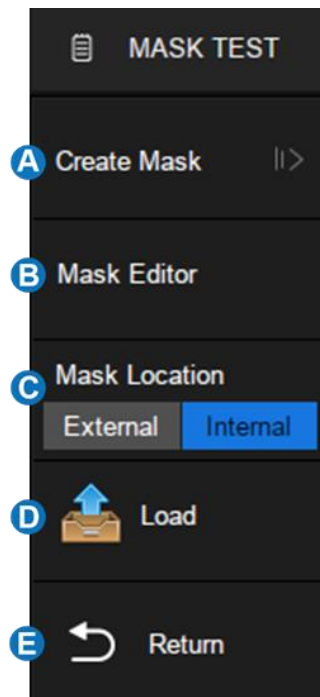 MASK TEST
A Create Mask
B Mask Editor
C Mask Location
External Internal
D Load
E Return